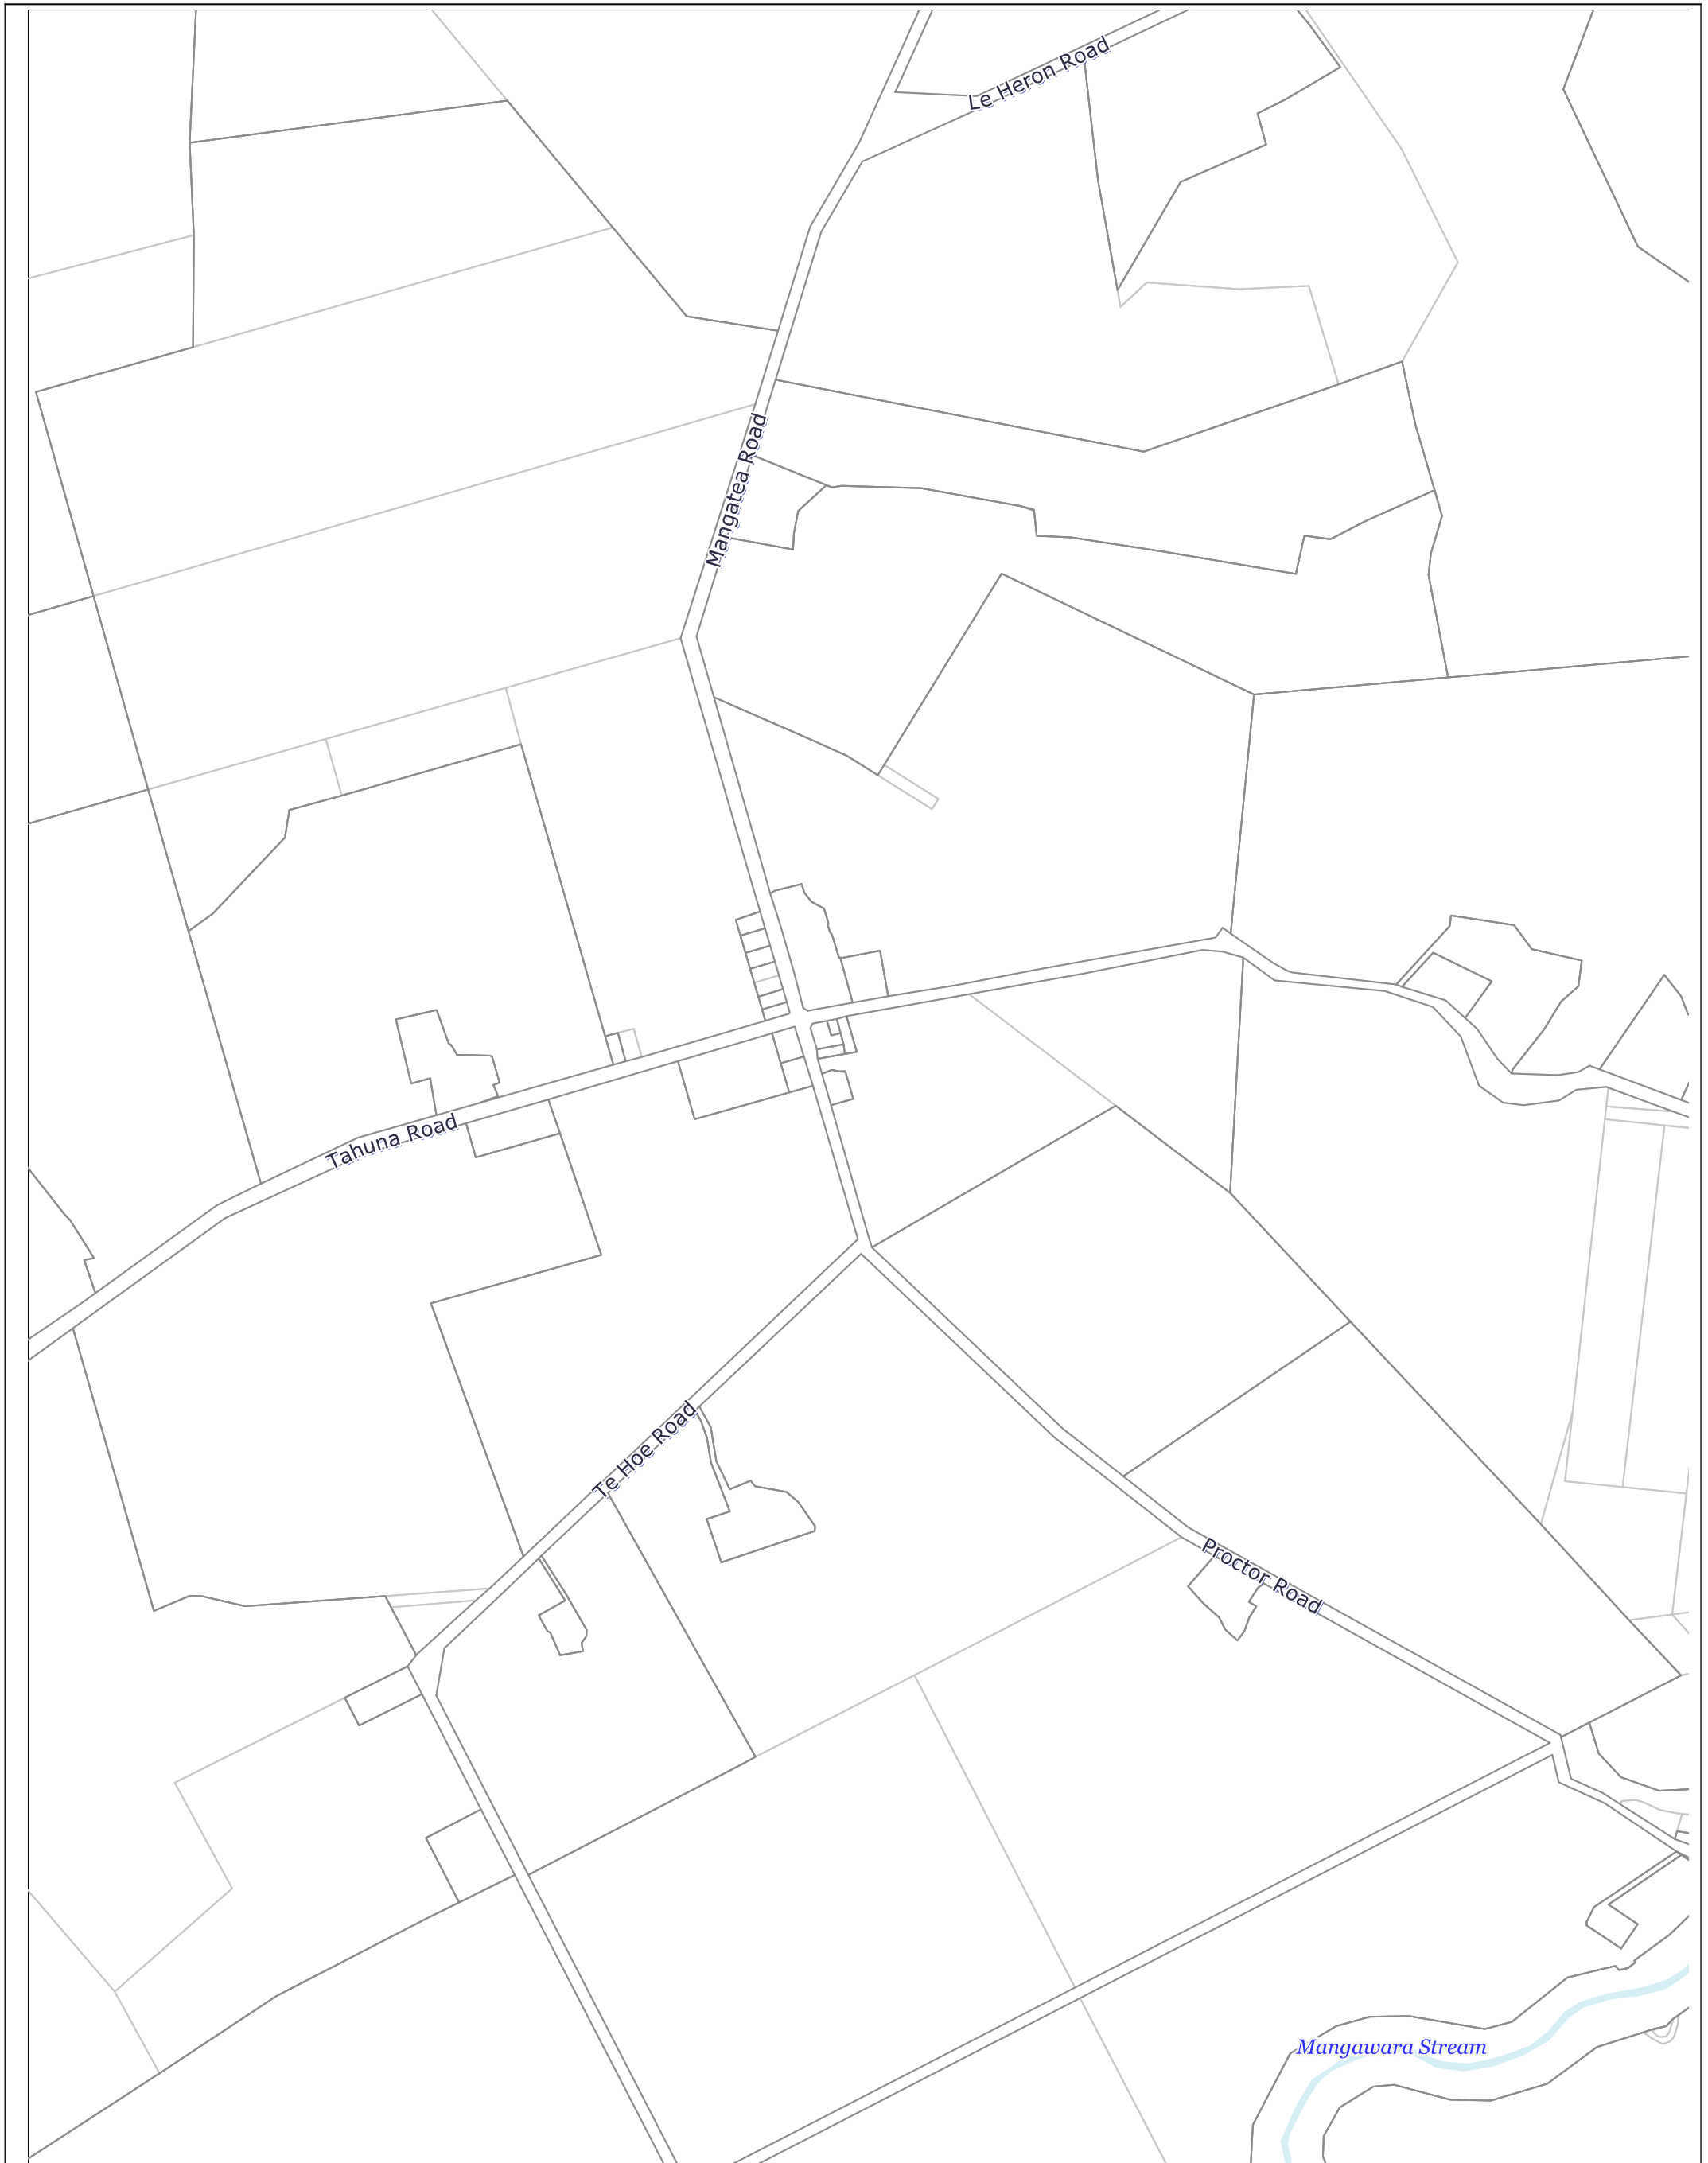 Le Heron Road
Mangatea Road
Tahuna Road
Te Hoe Road
Proctor Road
Mangawara Stream